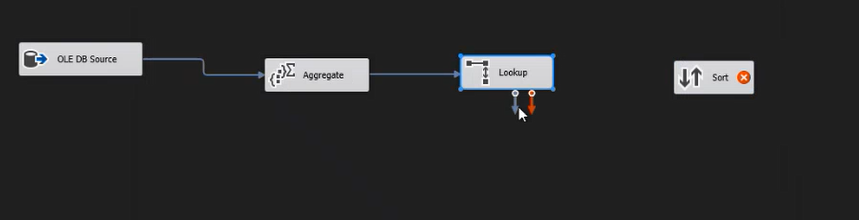 OLE DB Source
Aggregate
Lookup
Sort